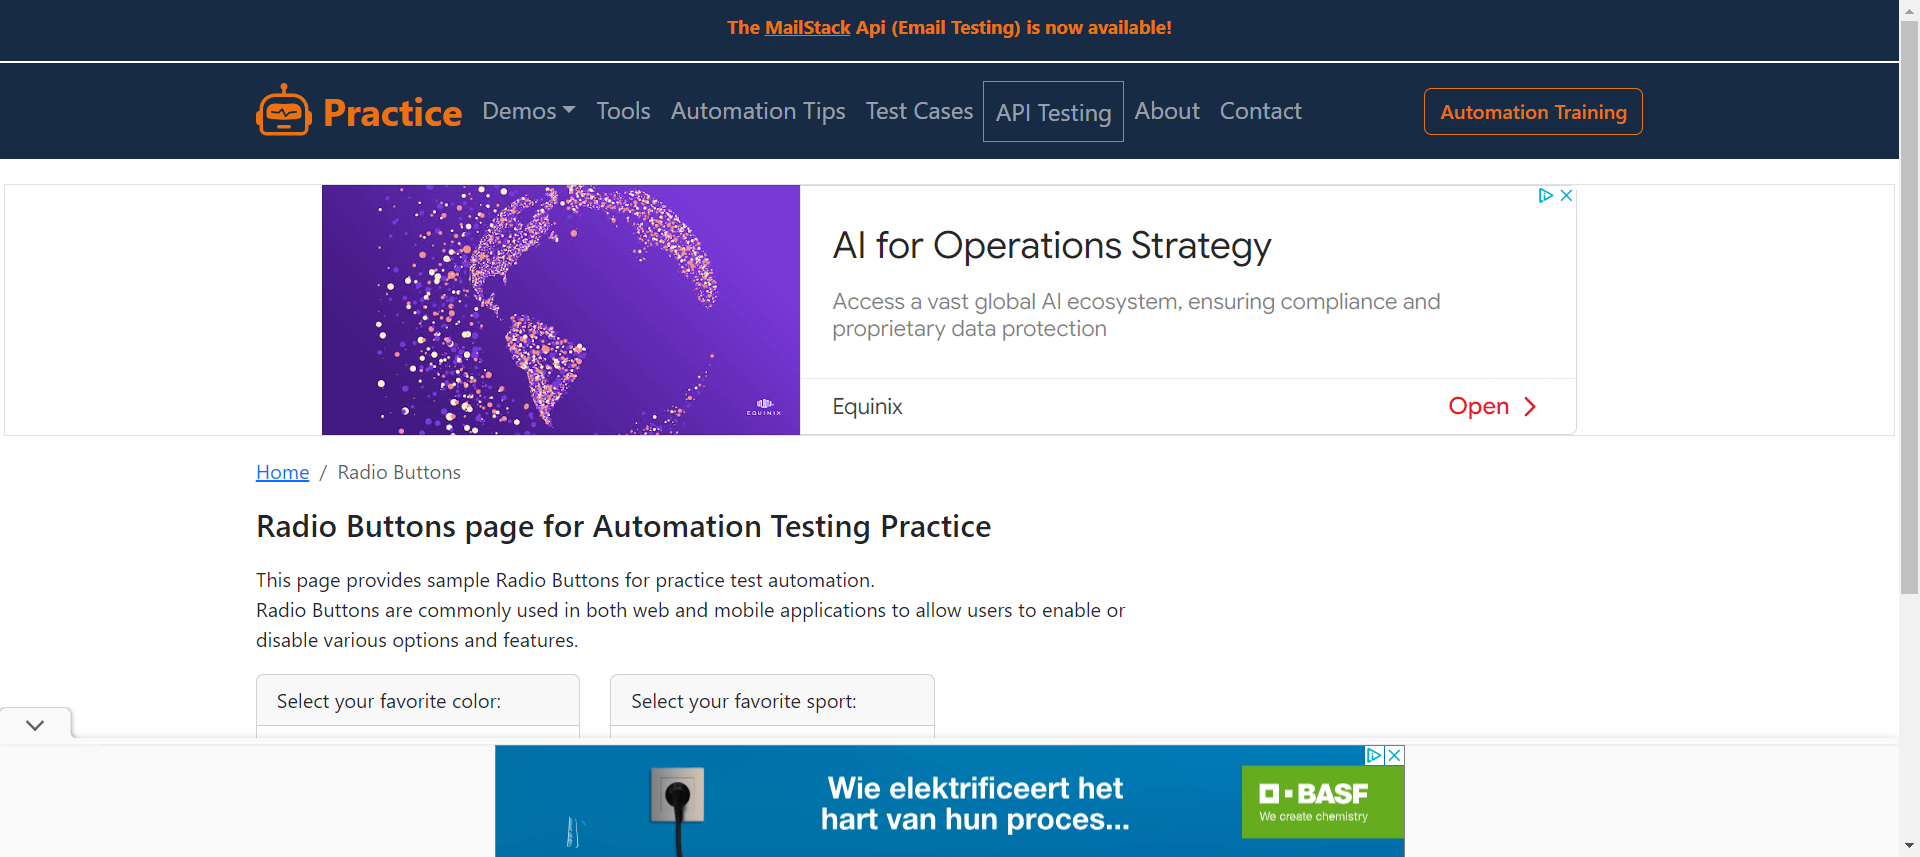 The MailStack Api (Email Testing) is now available!
Practice Demos Tools Automation Tips Test Cases API Testing About Contact Automation Training
AI for Operations Strategy
Access a vast global AI ecosystem, ensuring compliance and
proprietary data protection
EQUINIX
Equinix Open
Home / Radio Buttons
Radio Buttons page for Automation Testing Practice
This page provides sample Radio Buttons for practice test automation.
Radio Buttons are commonly used in both web and mobile applications to allow users to enable or
disable various options and features.
Select your favorite color: Select your favorite sport:
Wie elektrificeert het
hart van hun proces...
BASF
We create chemistry